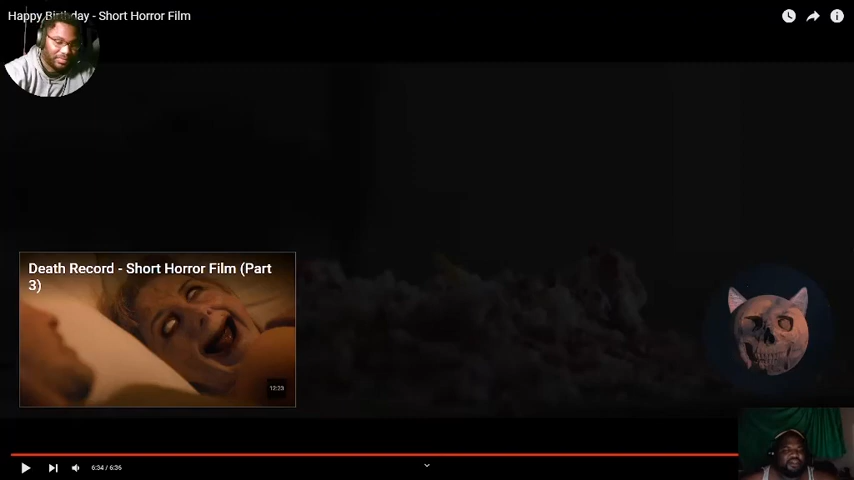 Happy Birthday - Short Horror Film
Death Record - Short Horror Film (Part
3)
12:23
6:34 / 6:36